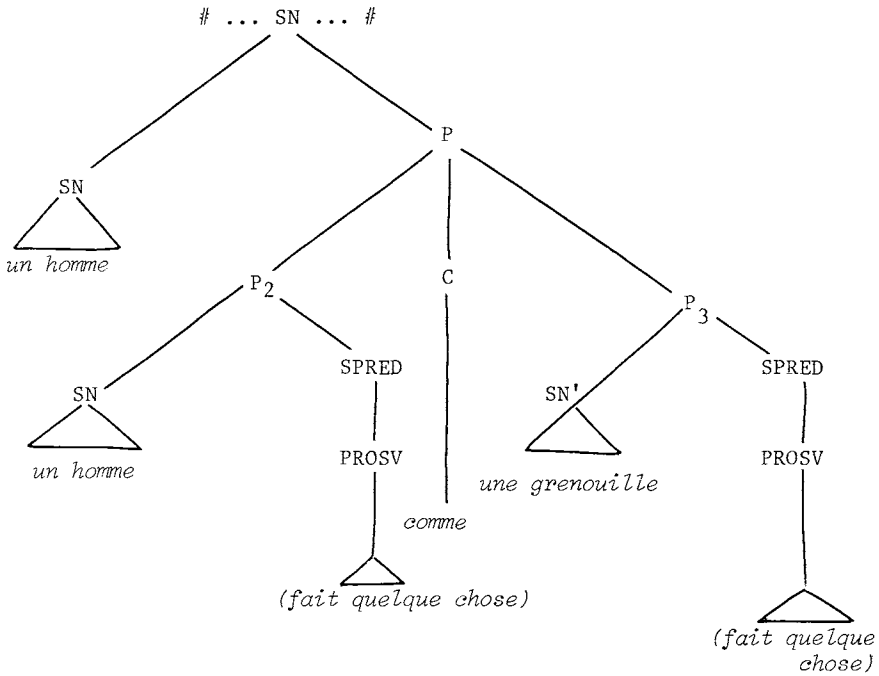 # ... SN ... #
P
SN
un homme
P2
C
P3
SPRED
SPRED
SN
SN'
un homme
PROSV
PROSV
une grenouille
comme
(fait quelque chose)
(fait quelque
chose)